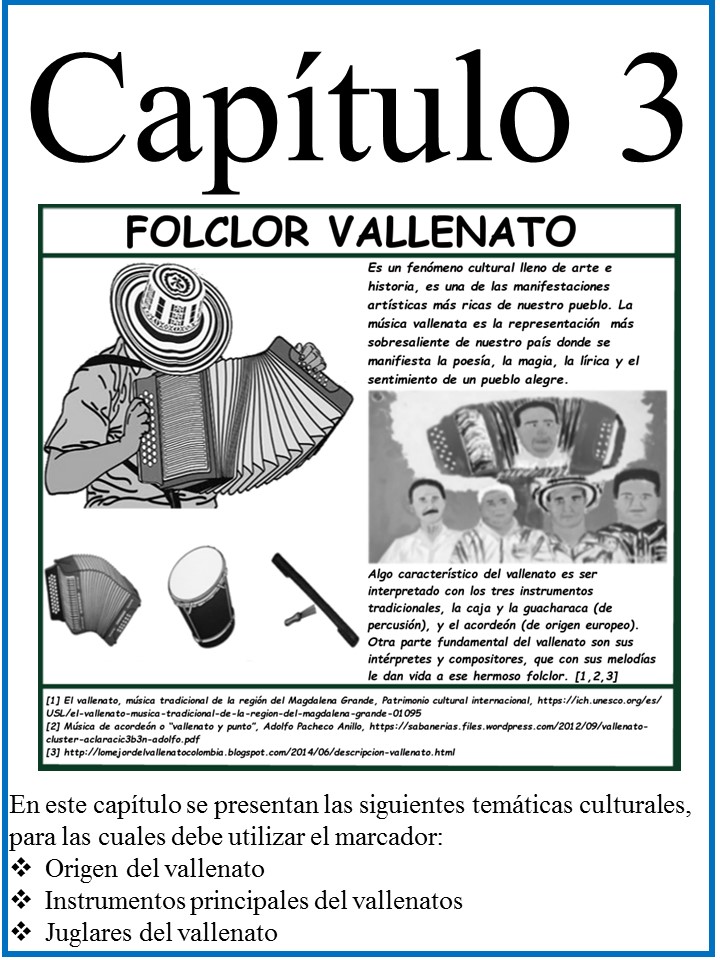 Capítulo 3
FOLCLOR VALLENATO
Es un fenómeno cultural lleno de arte e
historia, es una de las manifestaciones
artísticas más ricas de nuestro pueblo. La
música vallenata es la representación más
sobresaliente de nuestro país donde se
manifiesta la poesía, la magia, la lírica y el
sentimiento de un pueblo alegre.
Algo característico del vallenato es ser
interpretado con los tres instrumentos
tradicionales, la caja y la guacharaca (de
percusión), y el acordeón (de origen europeo).
Otra parte fundamental del vallenato son sus
intérpretes y compositores, que con sus melodías
le dan vida a ese hermoso folclor. [1,2,3]
[1] El vallenato, música tradicional de la región del Magdalena Grande, Patrimonio cultural internacional, https://ich.unesco.org/es/
USL/el-vallenato-musica-tradicional-de-la-region-del-magdalena-grande-01095
[2] Música de acordeón o "vallenato y punto", Adolfo Pacheco Anillo, https://sabanerias.files.wordpress.com/2012/09/vallenato-
cluster-aclaracic3b3n-adolfo.pdf
[3] http://lomejordelvallenatocolombia.blogspot.com/2014/06/descripcion-vallenato.html
En este capítulo se presentan las siguientes temáticas culturales,
para las cuales debe utilizar el marcador:
❖ Origen del vallenato
❖ Instrumentos principales del vallenatos
❖ Juglares del vallenato